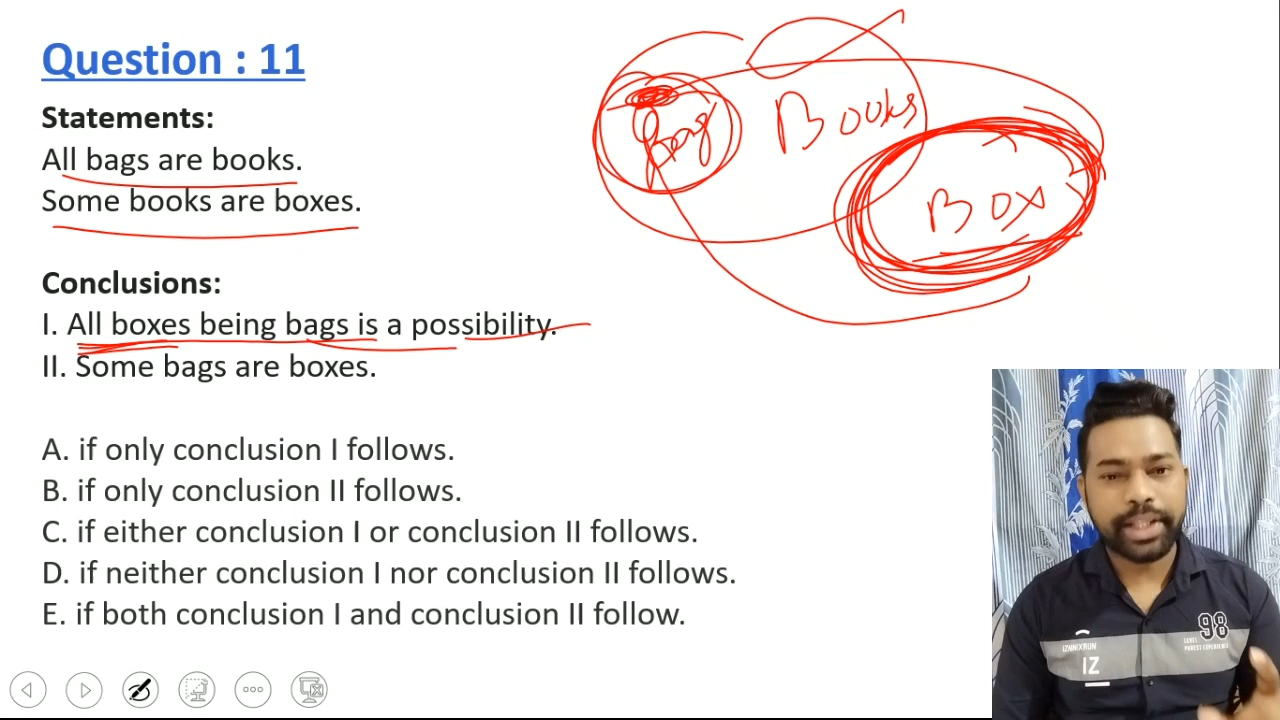 Question : 11
Statements:
All bags are books.
Some books are boxes.
Conclusions:
I. All boxes being bags is a possibility.
II. Some bags are boxes.
A. if only conclusion I follows.
B. if only conclusion II follows.
C. if either conclusion I or conclusion II follows.
D. if neither conclusion I nor conclusion II follows.
E. if both conclusion I and conclusion II follow.
Bag
Books
Box
98
IZ